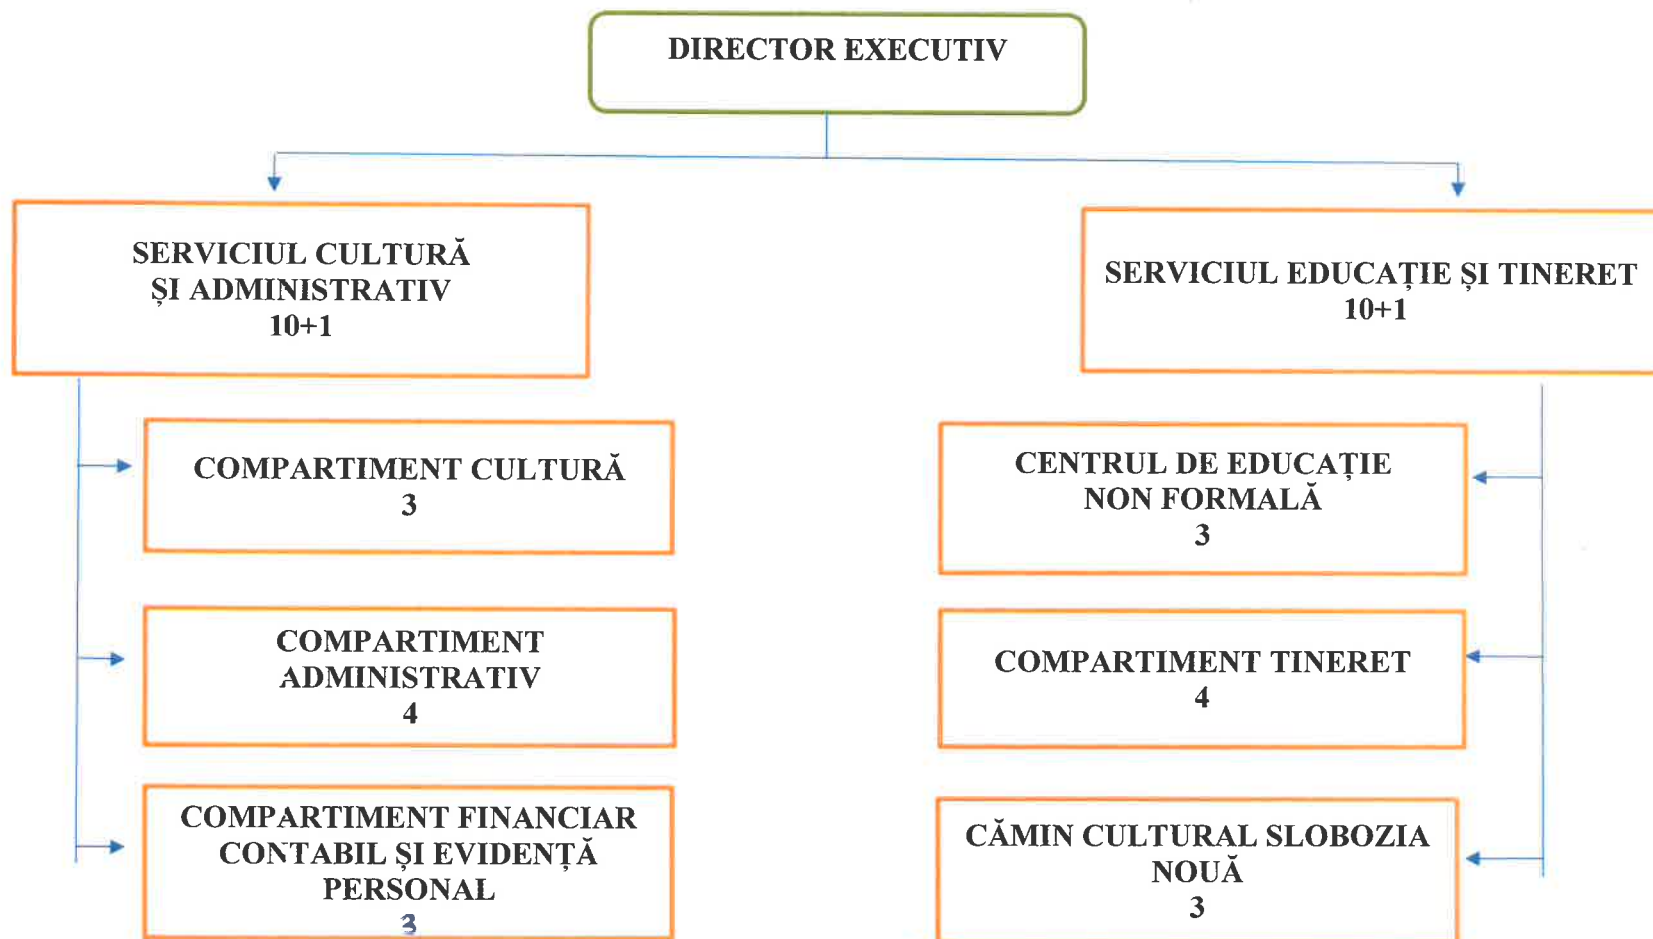 DIRECTOR EXECUTIV
SERVICIUL CULTURĂ
ȘI ADMINISTRATIV
10+1
COMPARTIMENT CULTURĂ
3
COMPARTIMENT
ADMINISTRATIV
4
COMPARTIMENT FINANCIAR
CONTABIL ȘI EVIDENȚĂ
PERSONAL
3
SERVICIUL EDUCAȚIE ȘI TINERET
10+1
CENTRUL DE EDUCAȚIE
NON FORMALĂ
3
COMPARTIMENT TINERET
4
CĂMIN CULTURAL SLOBOZIA
NOUĂ
3